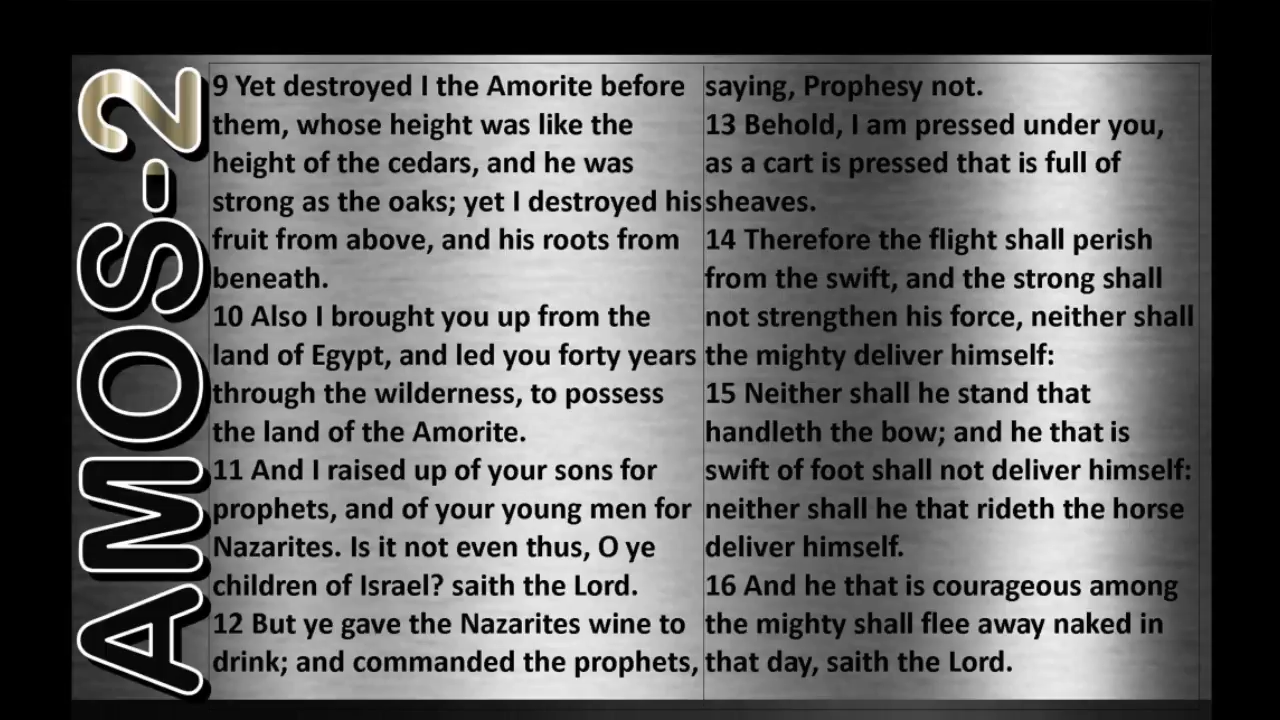 AMOS-2
9 Yet destroyed I the Amorite before
them, whose height was like the
height of the cedars, and he was
strong as the oaks; yet I destroyed his
fruit from above, and his roots from
beneath.
10 Also I brought you up from the
land of Egypt, and led you forty years
through the wilderness, to possess
the land of the Amorite.
11 And I raised up of your sons for
prophets, and of your young men for
Nazarites. Is it not even thus, O ye
children of Israel? saith the Lord.
12 But ye gave the Nazarites wine to
drink; and commanded the prophets,
saying, Prophesy not.
13 Behold, I am pressed under you,
as a cart is pressed that is full of
sheaves.
14 Therefore the flight shall perish
from the swift, and the strong shall
not strengthen his force, neither shall
the mighty deliver himself:
15 Neither shall he stand that
handleth the bow; and he that is
swift of foot shall not deliver himself:
neither shall he that rideth the horse
deliver himself.
16 And he that is courageous among
the mighty shall flee away naked in
that day, saith the Lord.